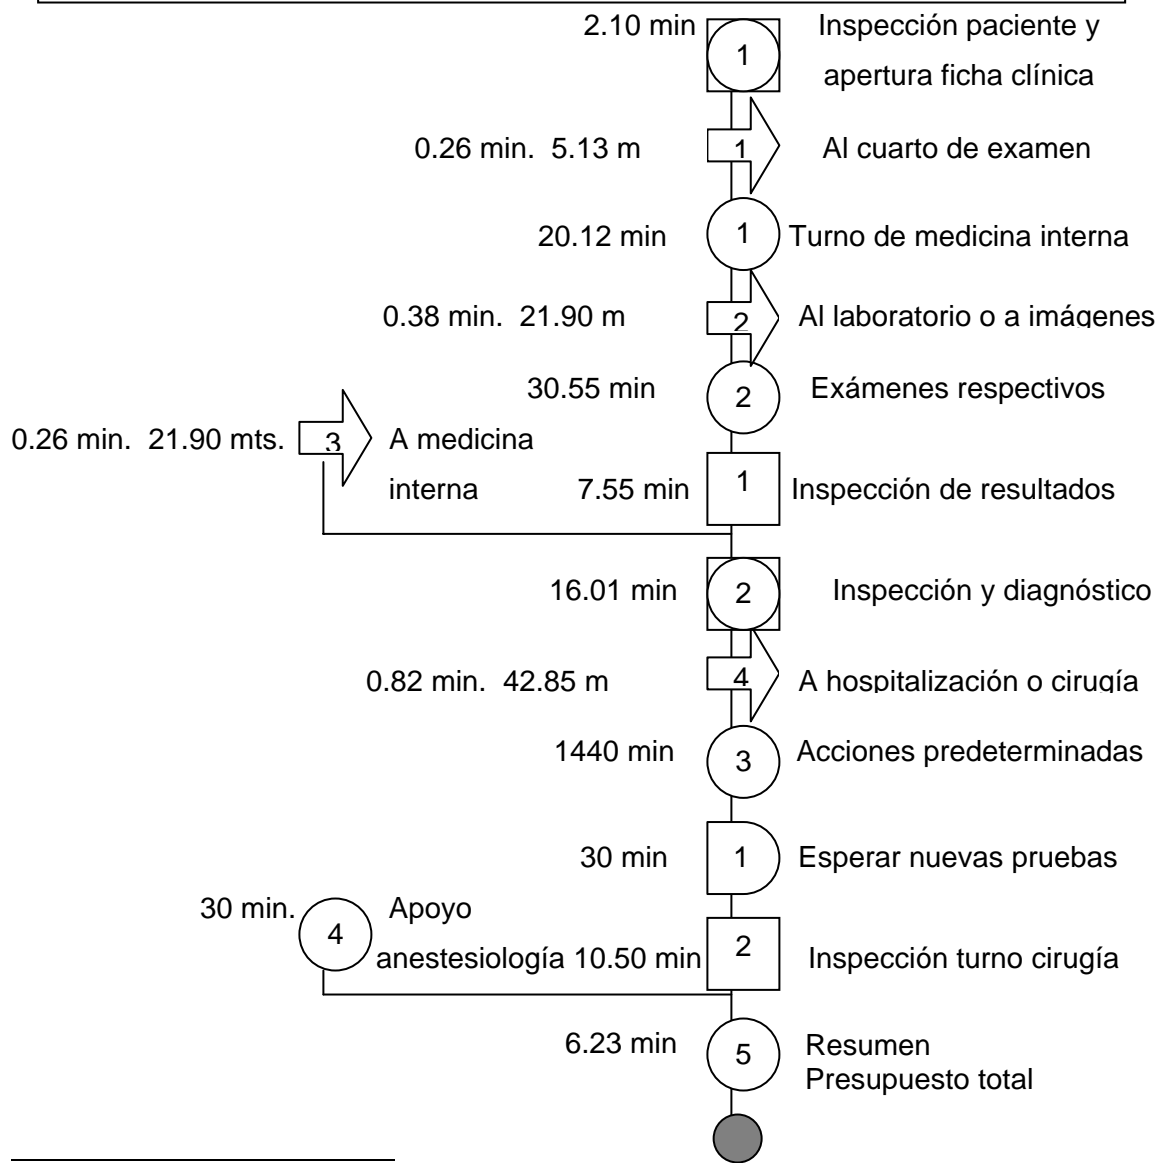 2.10 min 1 Inspección paciente y
apertura ficha clínica
0.26 min. 5.13 m 1 Al cuarto de examen
20.12 min 1 Turno de medicina interna
0.38 min. 21.90 m 2 Al laboratorio o a imágenes
30.55 min 2 Exámenes respectivos
0.26 min. 21.90 mts. 3 A medicina
interna 7.55 min 1 Inspección de resultados
16.01 min 2 Inspección y diagnóstico
0.82 min. 42.85 m 4 A hospitalización o cirugía
1440 min 3 Acciones predeterminadas
30 min 1 Esperar nuevas pruebas
30 min. 4 Apoyo
anestesiología 10.50 min 2 Inspección turno cirugía
6.23 min 5 Resumen
Presupuesto total